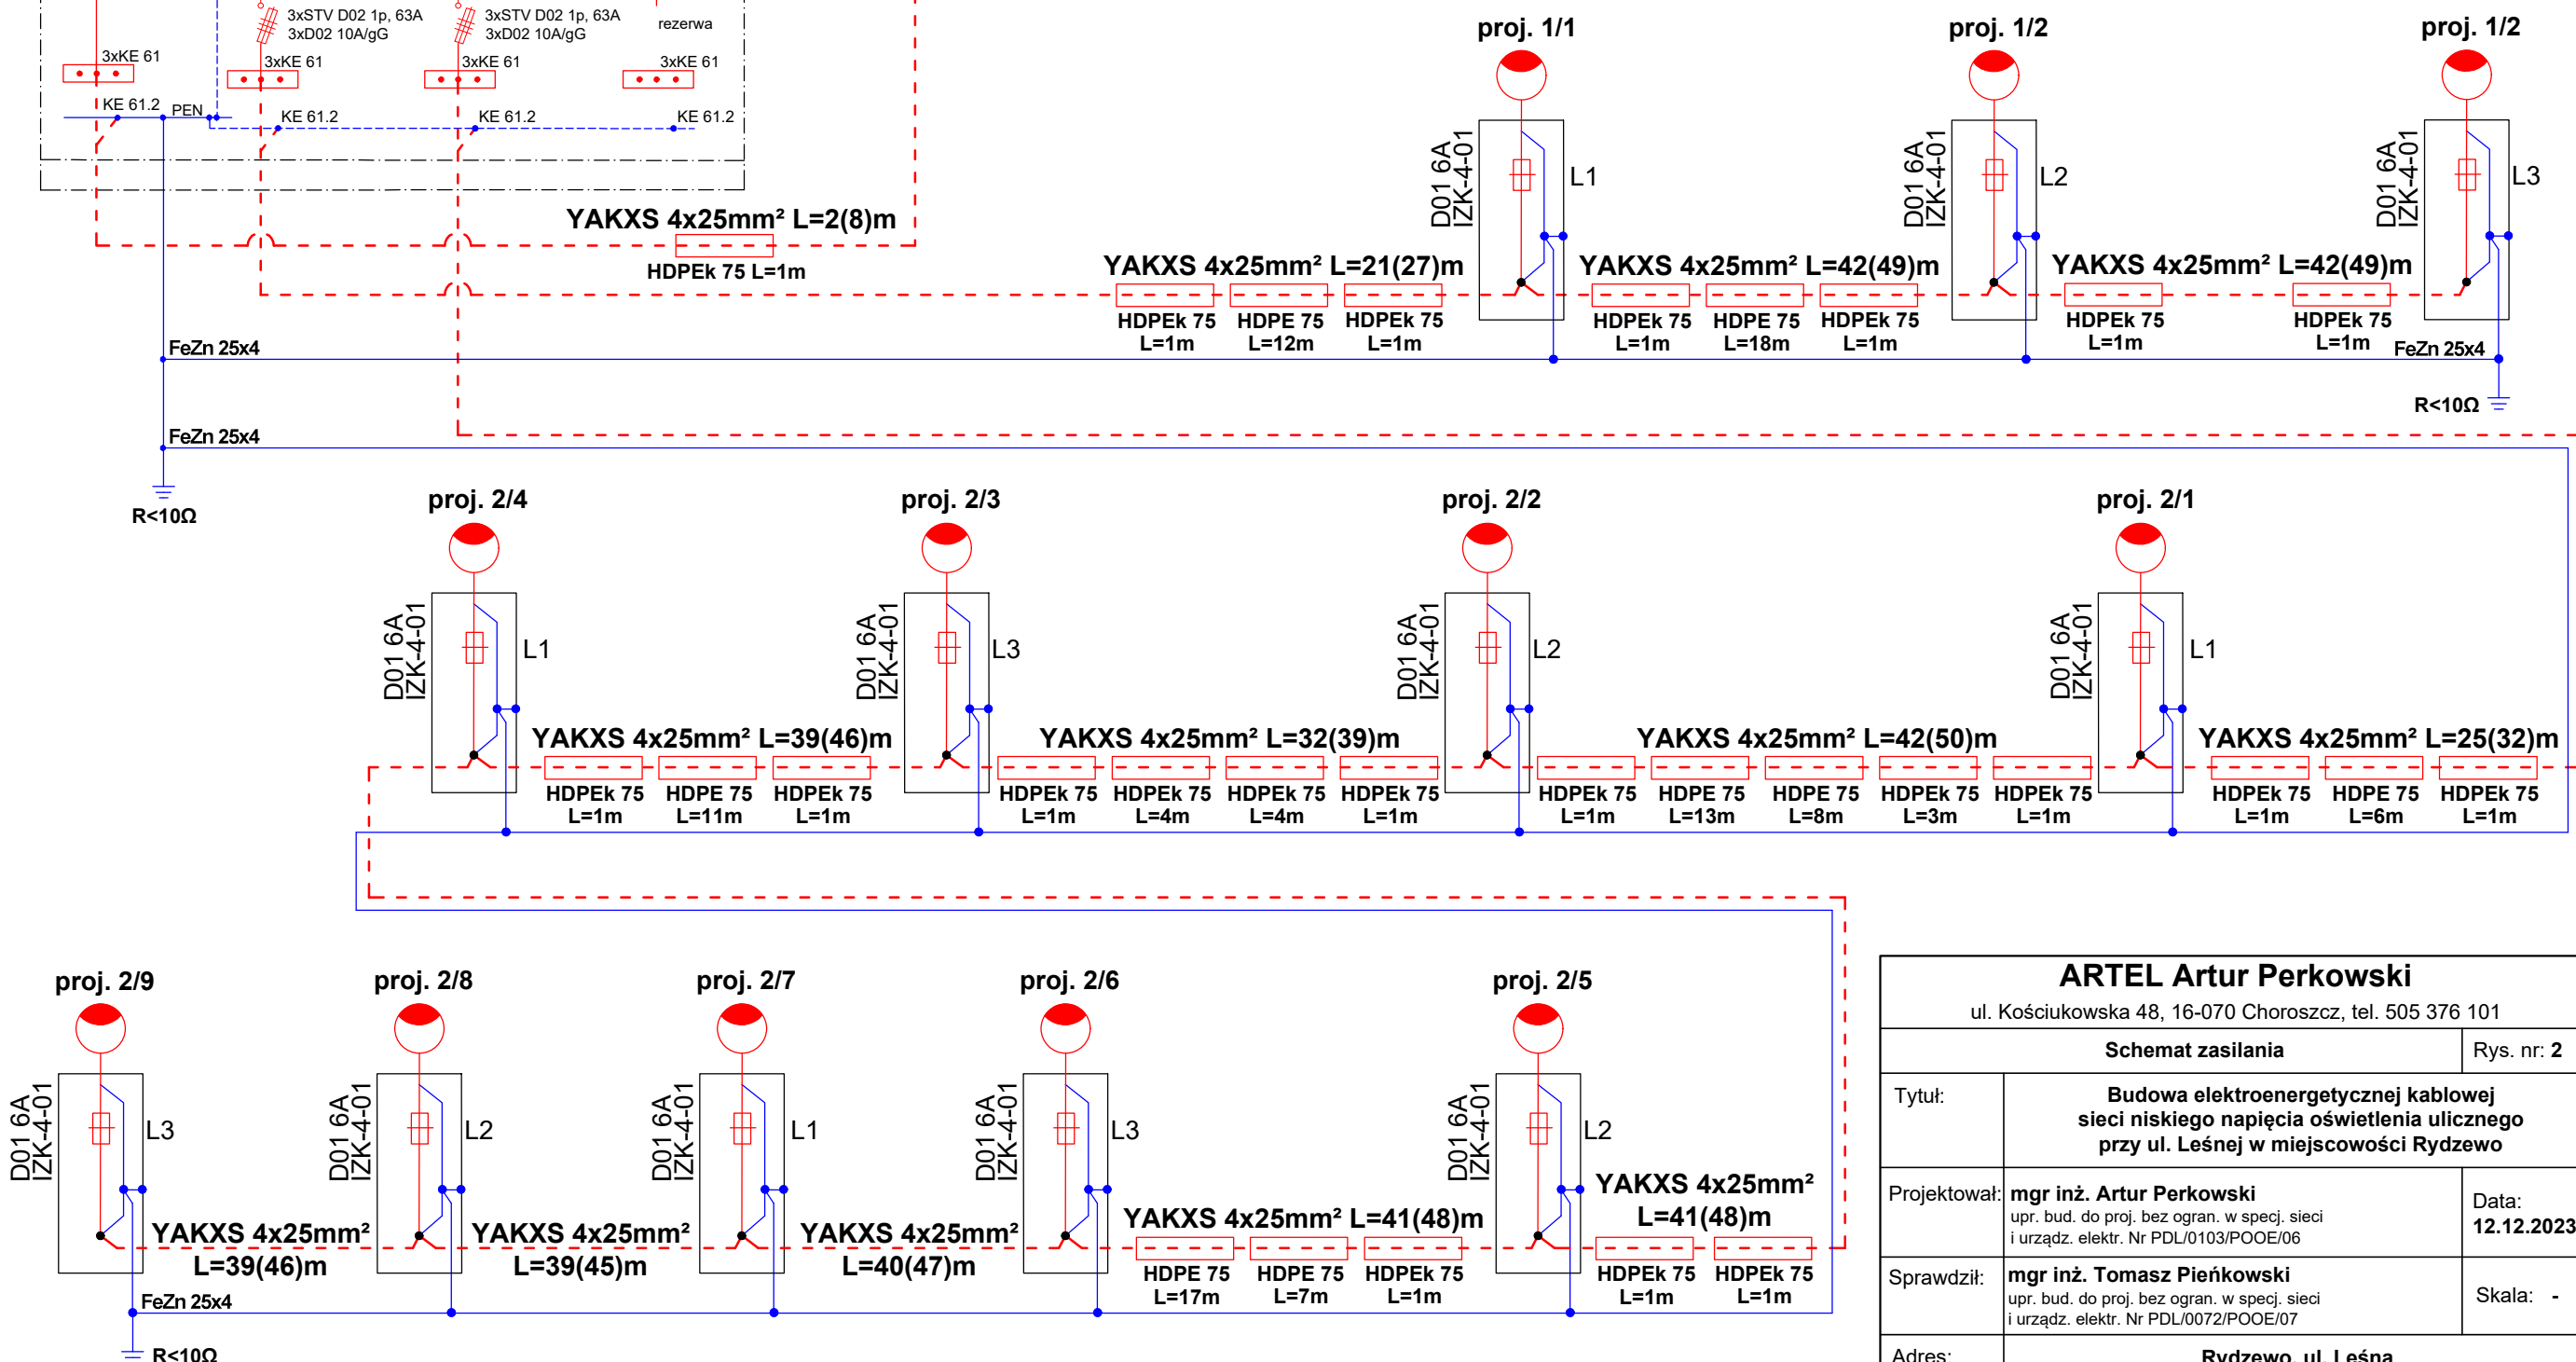 3xSTV D02 1p, 63A
3xD02 10A/gG
3xSTV D02 1p, 63A
3xD02 10A/gG
rezerwa
3xKE 61
3xKE 61
3xKE 61
3xKE 61
KE 61.2
PEN
KE 61.2
KE 61.2
KE 61.2
YAKXS 4x25mm² L=2(8)m
HDPEk 75 L=1m
proj. 1/1
proj. 1/2
proj. 1/2
D01 6A
IZK-4-01
L1
D01 6A
IZK-4-01
L2
D01 6A
IZK-4-01
L3
YAKXS 4x25mm² L=21(27)m
YAKXS 4x25mm² L=42(49)m
YAKXS 4x25mm² L=42(49)m
HDPEk 75
L=1m
HDPE 75
L=12m
HDPEk 75
L=1m
HDPEk 75
L=1m
HDPE 75
L=18m
HDPEk 75
L=1m
HDPEk 75
L=1m
HDPEk 75
L=1m
FeZn 25x4
FeZn 25x4
R<10Ω
FeZn 25x4
R<10Ω
proj. 2/4
proj. 2/3
proj. 2/2
proj. 2/1
D01 6A
IZK-4-01
L1
D01 6A
IZK-4-01
L3
D01 6A
IZK-4-01
L2
D01 6A
IZK-4-01
L1
YAKXS 4x25mm² L=39(46)m
YAKXS 4x25mm² L=32(39)m
YAKXS 4x25mm² L=42(50)m
YAKXS 4x25mm² L=25(32)m
HDPEk 75
L=1m
HDPE 75
L=11m
HDPEk 75
L=1m
HDPEk 75
L=1m
HDPEk 75
L=4m
HDPEk 75
L=4m
HDPEk 75
L=1m
HDPEk 75
L=1m
HDPE 75
L=13m
HDPE 75
L=8m
HDPEk 75
L=3m
HDPEk 75
L=1m
HDPEk 75
L=1m
HDPE 75
L=6m
HDPEk 75
L=1m
proj. 2/9
proj. 2/8
proj. 2/7
proj. 2/6
proj. 2/5
D01 6A
IZK-4-01
L3
D01 6A
IZK-4-01
L2
D01 6A
IZK-4-01
L1
D01 6A
IZK-4-01
L3
D01 6A
IZK-4-01
L2
YAKXS 4x25mm²
L=39(46)m
YAKXS 4x25mm²
L=39(45)m
YAKXS 4x25mm²
L=40(47)m
YAKXS 4x25mm² L=41(48)m
YAKXS 4x25mm²
L=41(48)m
HDPE 75
L=17m
HDPE 75
L=7m
HDPEk 75
L=1m
HDPEk 75
L=1m
HDPEk 75
L=1m
FeZn 25x4
R<10Ω
ARTEL Artur Perkowski
ul. Kościukowska 48, 16-070 Choroszcz, tel. 505 376 101
Schemat zasilania
Rys. nr: 2
Tytuł:
Budowa elektroenergetycznej kablowej
sieci niskiego napięcia oświetlenia ulicznego
przy ul. Leśnej w miejscowości Rydzewo
Projektował:
mgr inż. Artur Perkowski
upr. bud. do proj. bez ogran. w specj. sieci
i urządz. elektr. Nr PDL/0103/POOE/06
Data:
12.12.2023
Sprawdził:
mgr inż. Tomasz Pieńkowski
upr. bud. do proj. bez ogran. w specj. sieci
i urządz. elektr. Nr PDL/0072/POOE/07
Skala: -
Adres:
Rydzewo, ul. Leśna